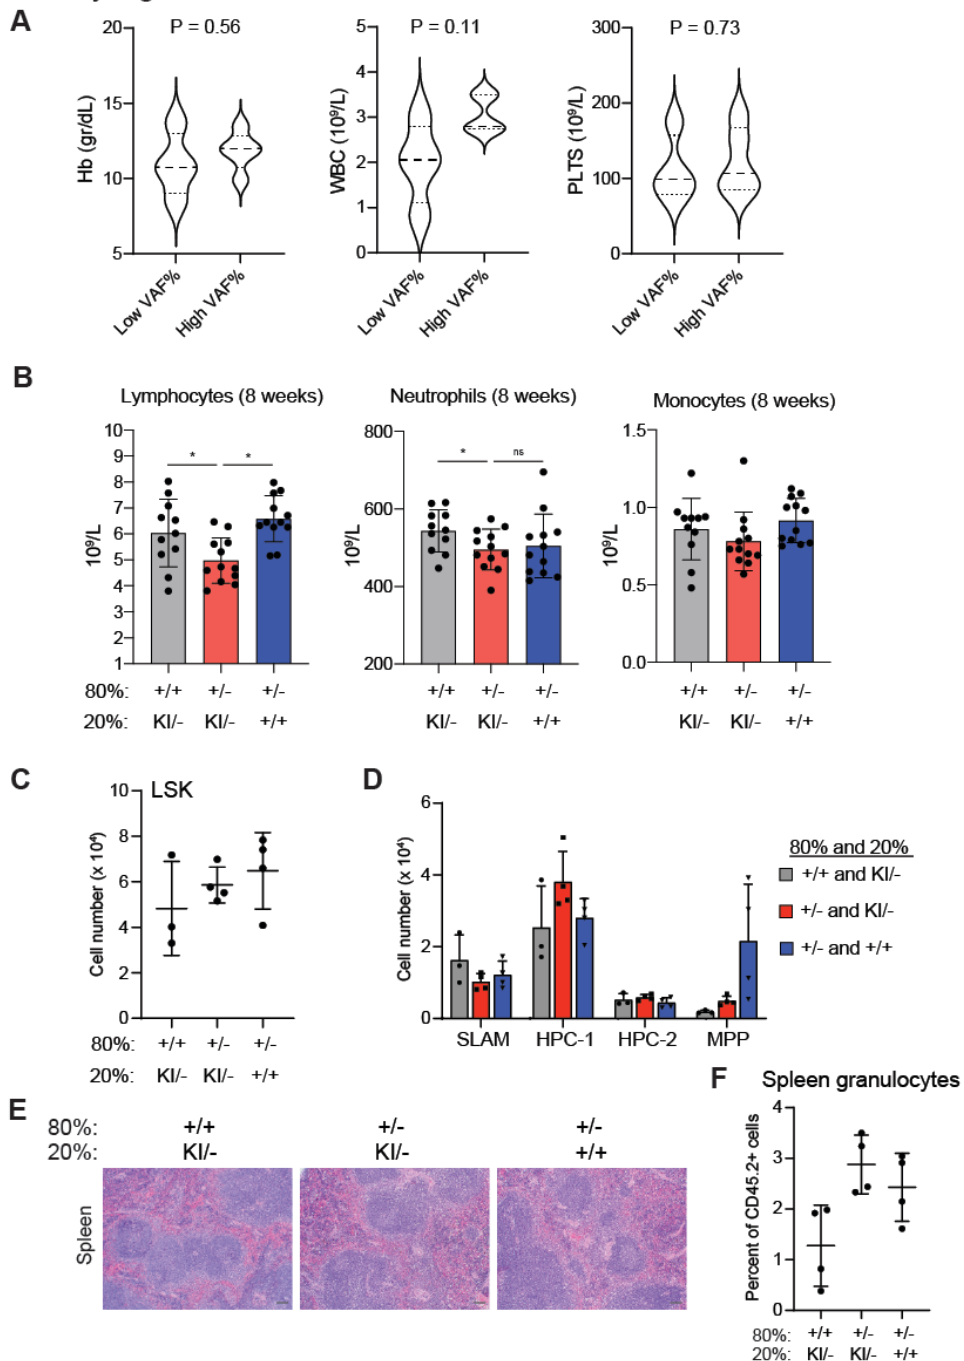 A
P = 0.56
P = 0.11
P = 0.73
20
15
10
5
Hb (gr/dL)
Low VAF%
High VAF%
5
4
3
2
1
0
WBC (10⁹/L)
Low VAF%
High VAF%
300
200
100
0
PLTS (10⁹/L)
Low VAF%
High VAF%
B
Lymphocytes (8 weeks)
Neutrophils (8 weeks)
Monocytes (8 weeks)
10
9
8
7
6
5
4
3
2
1
10⁹/L
* *
800
600
400
200
10⁹/L
* ns
1.5
1.0
0.5
0.0
10⁹/L
80%: +/+ +/- +/- +/+ +/- +/- +/+ +/- +/-
20%: KI/- KI/- +/+ KI/- KI/- +/+ KI/- KI/- +/+
C
LSK
10
8
6
4
2
0
Cell number (x 10⁴)
80%: +/+ +/- +/-
20%: KI/- KI/- +/+
D
6
4
2
0
Cell number (x 10⁴)
SLAM HPC-1 HPC-2 MPP
80% and 20%
+/+ and KI/-
+/- and KI/-
+/- and +/+
E
80%: +/+ +/- +/-
20%: KI/- KI/- +/+
Spleen
F
Spleen granulocytes
4
3
2
1
0
Percent of CD45.2+ cells
80%: +/+ +/- +/-
20%: KI/- KI/- +/+